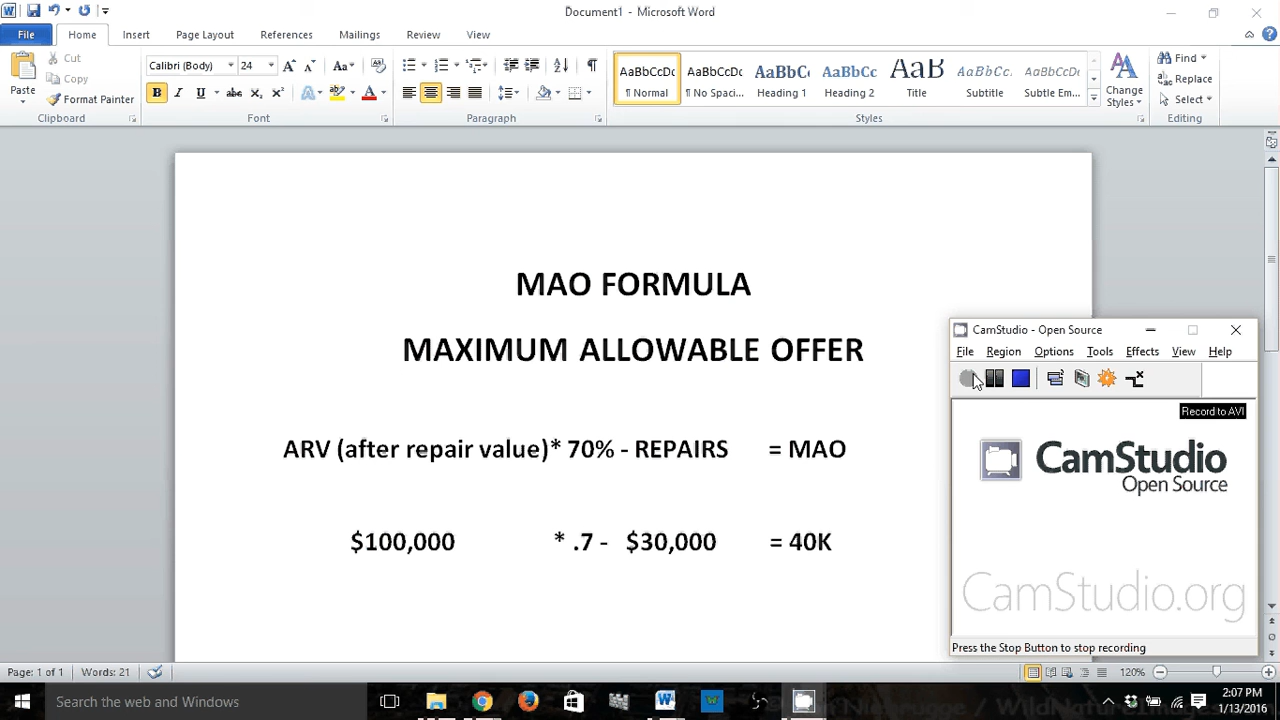 Document1 - Microsoft Word
File Home Insert Page Layout References Mailings Review View
Cut
Copy
Paste
Format Painter
Clipboard
Calibri (Body) 24
Font
Paragraph
AaBbCcDc AaBbCcDc AaBbC AaBbCc AaB AaBbCcDc AaBbCcDc
¶ Normal ¶ No Spaci... Heading 1 Heading 2 Title Subtitle Subtle Em...
Change Styles
Styles
Find
Replace
Select
Editing
MAO FORMULA
MAXIMUM ALLOWABLE OFFER
ARV (after repair value)* 70% - REPAIRS = MAO
$100,000 * .7 - $30,000 = 40K
CamStudio - Open Source
File Region Options Tools Effects View Help
Record to AVI
CamStudio
Open Source
CamStudio.org
Press the Stop Button to stop recording
Page: 1 of 1 Words: 21
120%
Search the web and Windows
2:07 PM
1/13/2016